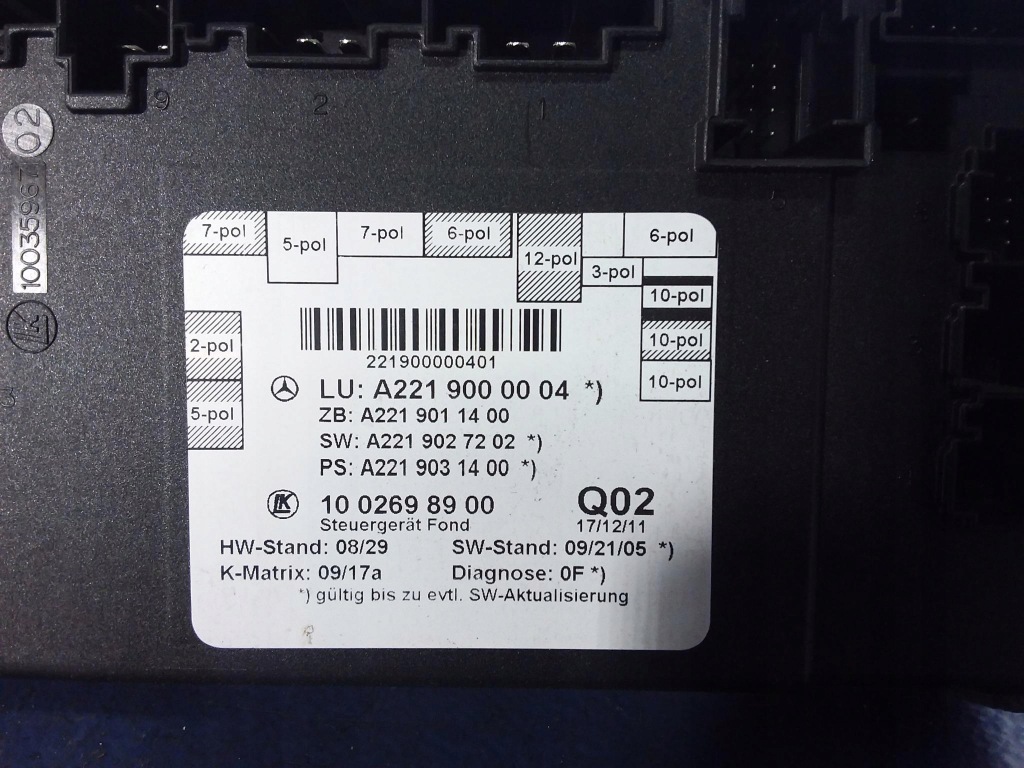 9
2
1
5
3
10035967 02
LK
7-pol
5-pol
7-pol
6-pol
12-pol
3-pol
6-pol
10-pol
10-pol
10-pol
2-pol
5-pol
221900000401
LU: A221 900 00 04 *)
ZB: A221 901 14 00
SW: A221 902 72 02 *)
PS: A221 903 14 00 *)
LK 10 0269 89 00 Q02
Steuergerät Fond 17/12/11
HW-Stand: 08/29 SW-Stand: 09/21/05 *)
K-Matrix: 09/17a Diagnose: 0F *)
*) gültig bis zu evtl. SW-Aktualisierung